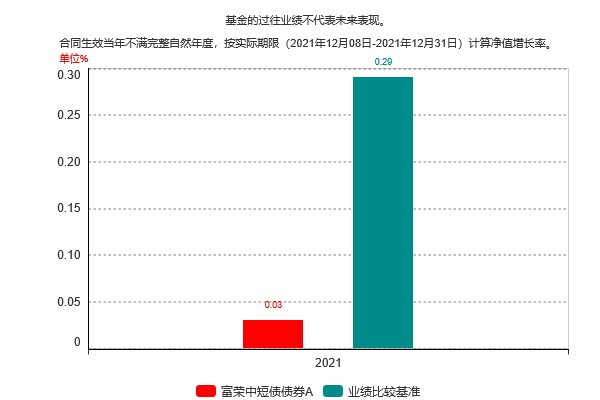 基金的过往业绩不代表未来表现。
合同生效当年不满完整自然年度，按实际期限（2021年12月08日-2021年12月31日）计算净值增长率。
单位%
0.30
0.25
0.20
0.15
0.10
0.05
0
0.03
0.29
2021
富荣中短债债券A 业绩比较基准